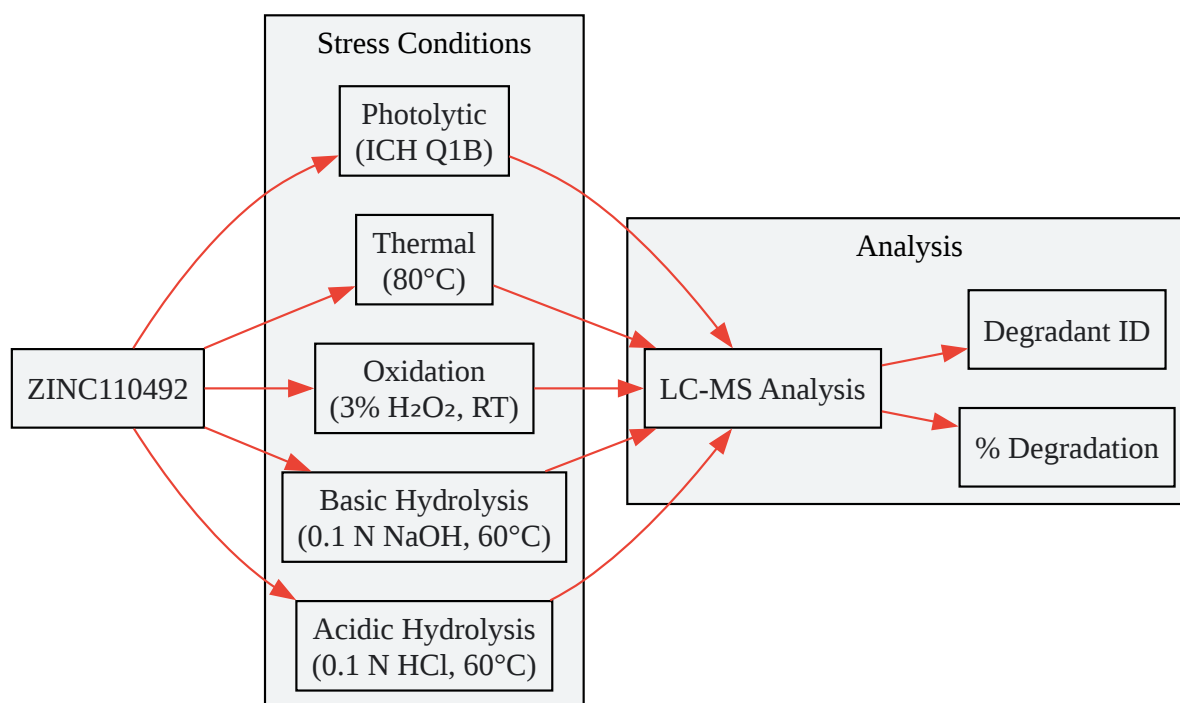 Stress Conditions
Photolytic
(ICH Q1B)
Thermal
(80°C)
Analysis
Degradant ID
ZINC110492
Oxidation
(3% H₂O₂, RT)
LC-MS Analysis
% Degradation
Basic Hydrolysis
(0.1 N NaOH, 60°C)
Acidic Hydrolysis
(0.1 N HCl, 60°C)